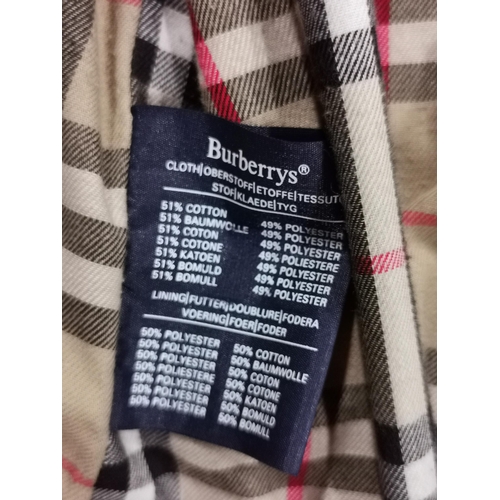 Burberrys®
CLOTH|OBERSTOFF|ETOFFE|TESSUTO
STOF|KLAEDE|TYG
51% COTTON 49% POLYESTER
51% BAUMWOLLE 49% POLYESTER
51% COTON 49% POLYESTER
51% COTONE 49% POLIESTERE
51% KATOEN 49% POLYESTER
51% BOMULD 49% POLYESTER
51% BOMULL 49% POLYESTER
LINING|FUTTER|DOUBLURE|FODERA
VOERING|FOER|FODER
50% POLYESTER 50% COTTON
50% POLYESTER 50% BAUMWOLLE
50% POLYESTER 50% COTON
50% POLIESTERE 50% COTONE
50% POLYESTER 50% KATOEN
50% POLYESTER 50% BOMULD
50% POLYESTER 50% BOMULL